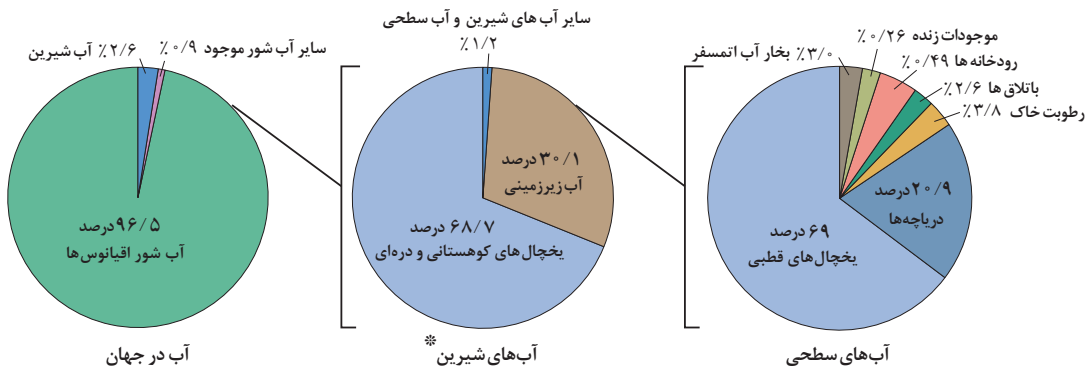 سایر آب شور موجود ۰/۹٪
۲/۶٪ آب شیرین
۹۶/۵ درصد
آب شور اقیانوس‌ها
آب در جهان
سایر آب های شیرین و آب سطحی
۱/۲٪
۳۰/۱ درصد
آب زیرزمینی
۶۸/۷ درصد
یخچال‌های کوهستانی و دره‌ای
آب‌های شیرین*
موجودات زنده ۰/۲۶٪
رودخانه ها
۰/۴۹٪
۳/۰٪ بخار آب اتمسفر
باتلاق ها
۲/۶٪
رطوبت خاک
۳/۸٪
۲۰/۹ درصد
دریاچه‌ها
۶۹ درصد
یخچال‌های قطبی
آب‌های سطحی